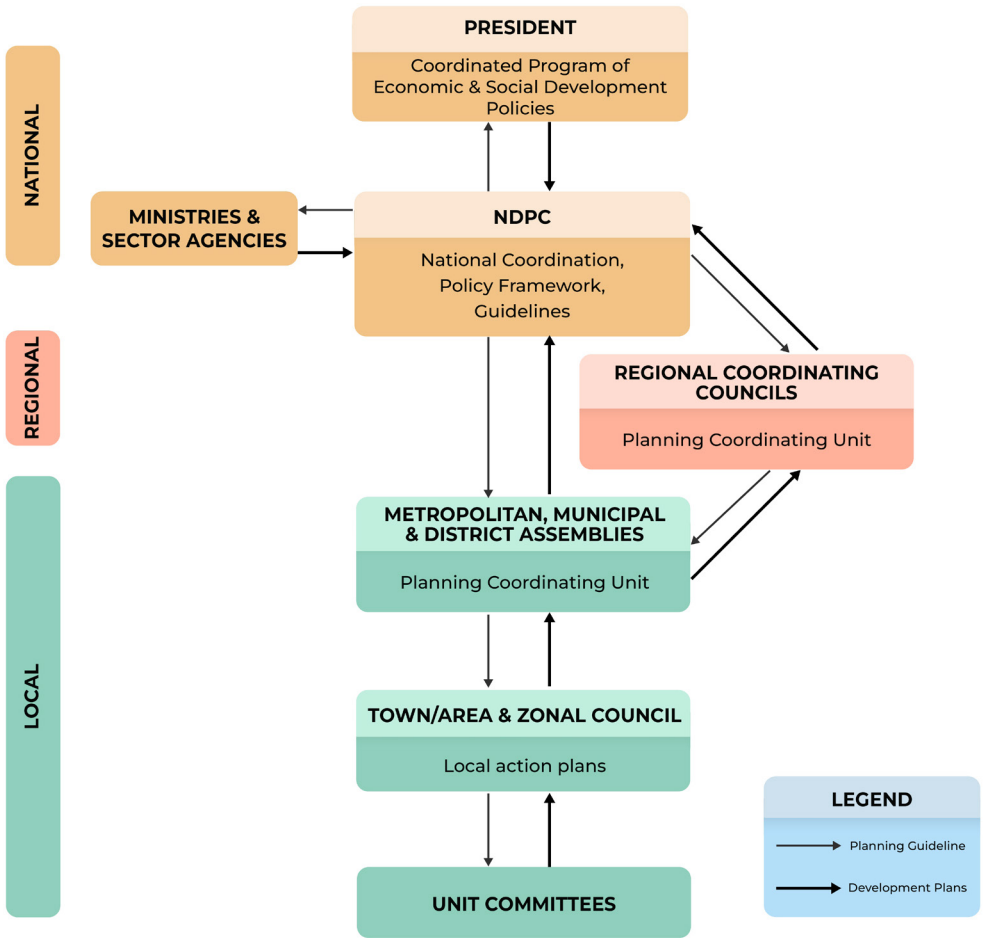 PRESIDENT
Coordinated Program of
Economic & Social Development
Policies
NATIONAL
MINISTRIES &
SECTOR AGENCIES
NDPC
National Coordination,
Policy Framework,
Guidelines
REGIONAL
REGIONAL COORDINATING
COUNCILS
Planning Coordinating Unit
LOCAL
METROPOLITAN, MUNICIPAL
& DISTRICT ASSEMBLIES
Planning Coordinating Unit
TOWN/AREA & ZONAL COUNCIL
Local action plans
UNIT COMMITTEES
LEGEND
Planning Guideline
Development Plans